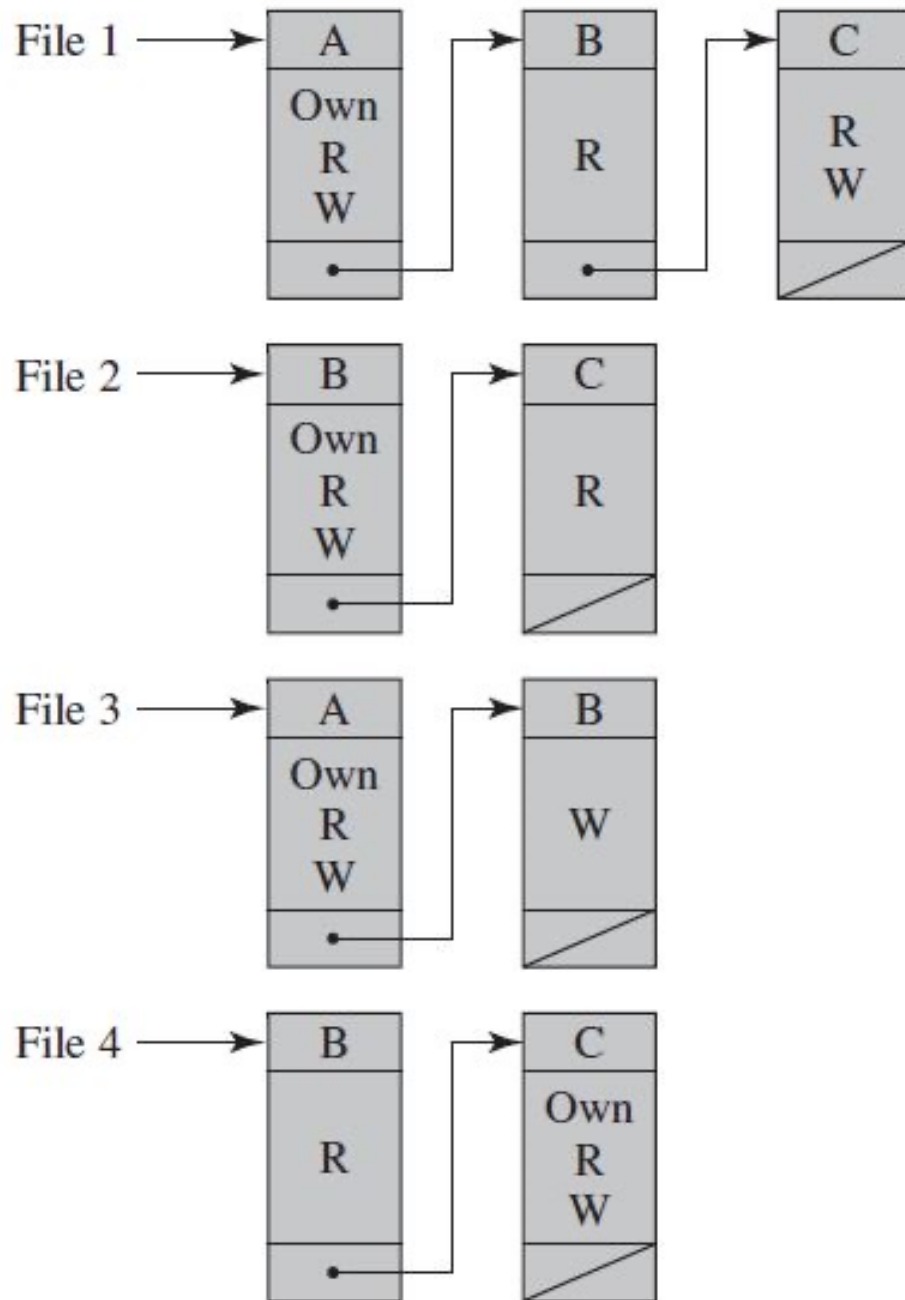 File 1 A B C
Own
R R R
W W
File 2 B C
Own
R R
W
File 3 A B
Own
R W
W
File 4 B C
Own
R R
W